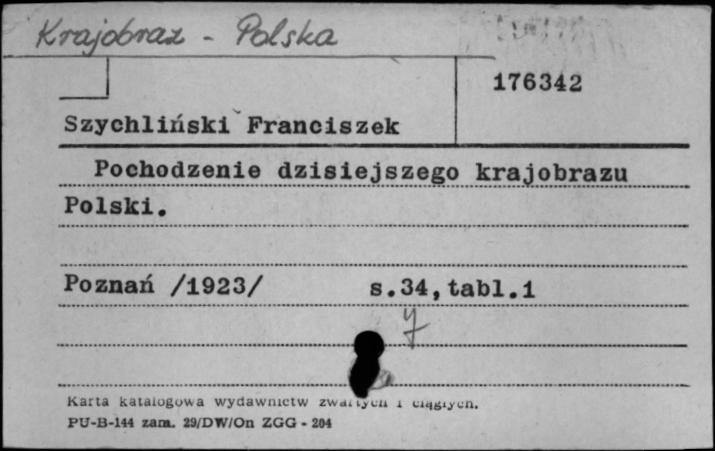 Krajobraz - Polska
176342
Szychliński Franciszek
Pochodzenie dzisiejszego krajobrazu
Polski.
Poznań /1923/ s.34,tabl.1
Karta katalogowa wydawnictw zwartych i ciągłych.
PU-B-144 zam. 29/DW/On ZGG - 204